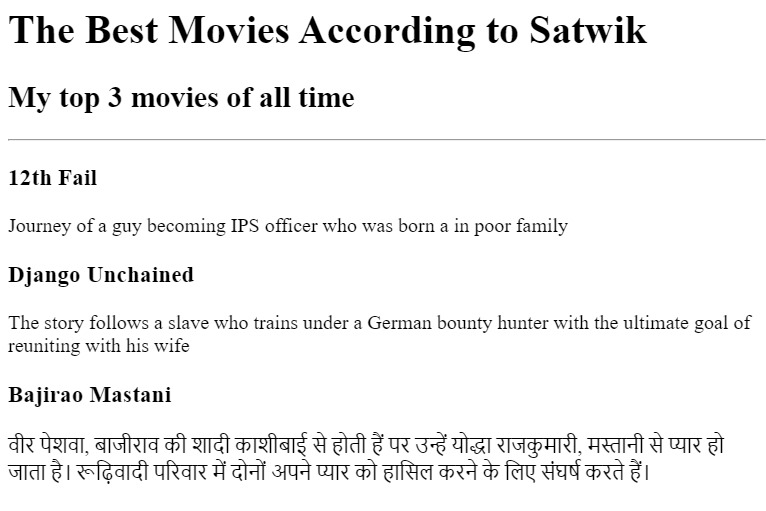 The Best Movies According to Satwik
My top 3 movies of all time
12th Fail
Journey of a guy becoming IPS officer who was born a in poor family
Django Unchained
The story follows a slave who trains under a German bounty hunter with the ultimate goal of
reuniting with his wife
Bajirao Mastani
वीर पेशवा, बाजीराव की शादी काशीबाई से होती हैं पर उन्हें योद्धा राजकुमारी, मस्तानी से प्यार हो
जाता है। रूढ़िवादी परिवार में दोनों अपने प्यार को हासिल करने के लिए संघर्ष करते हैं।